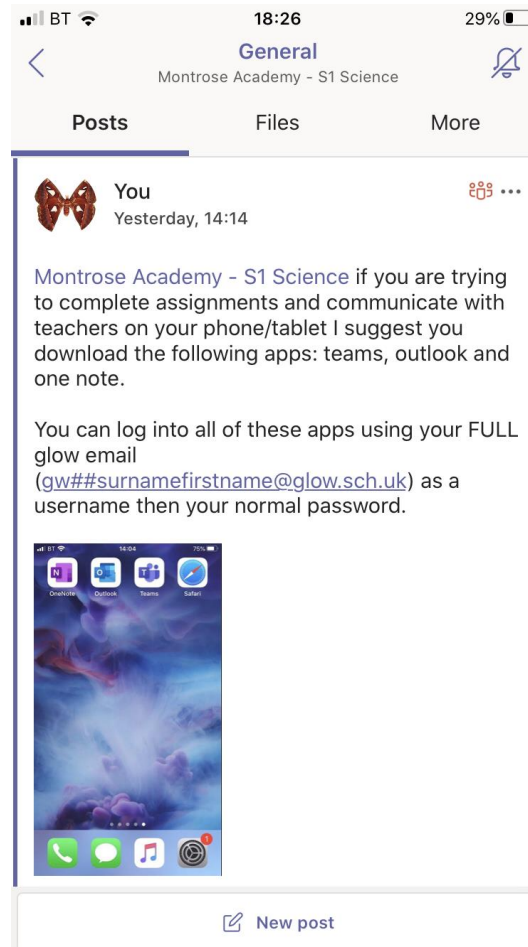 BT 18:26 29%
General
Montrose Academy - S1 Science
Posts Files More
You
Yesterday, 14:14
Montrose Academy - S1 Science if you are trying
to complete assignments and communicate with
teachers on your phone/tablet I suggest you
download the following apps: teams, outlook and
one note.
You can log into all of these apps using your FULL
glow email
(gw##surnamefirstname@glow.sch.uk) as a
username then your normal password.
BT 14:04 75%
N O T
OneNote Outlook Teams Safari
1
New post